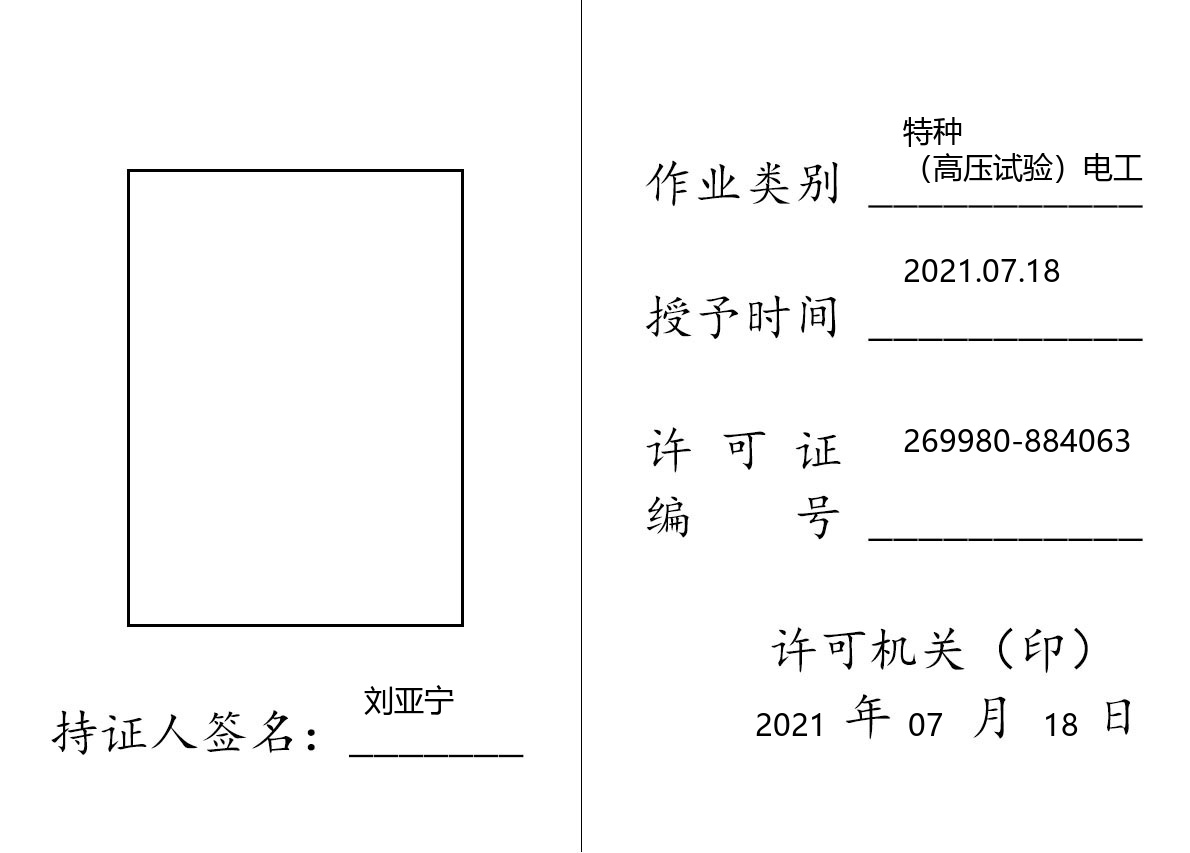 持证人签名：刘亚宁
特种
作业类别 （高压试验）电工
授予时间 2021.07.18
许可证 269980-884063
编号
许可机关（印）
2021 年 07 月 18 日